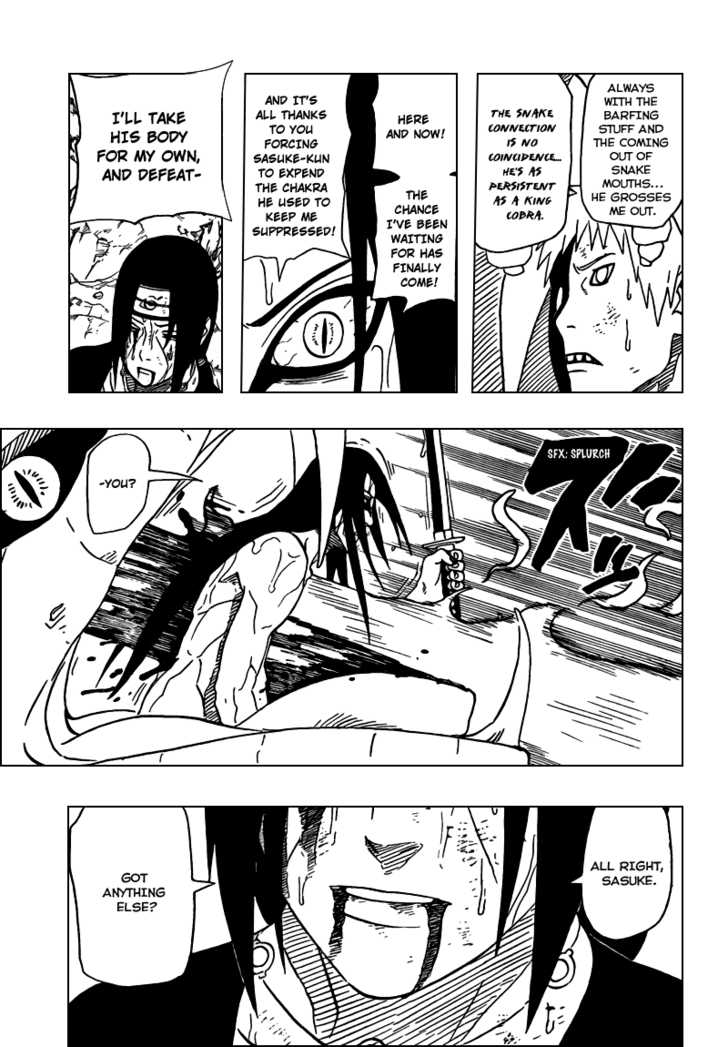 ALWAYS
WITH THE
BARFING
STUFF AND
THE COMING
OUT OF
SNAKE
MOUTHS...
HE GROSSES
ME OUT.
THE SNAKE
CONNECTION
IS NO
COINCIDENCE...
HE'S AS
PERSISTENT
AS A KING
COBRA.
HERE
AND NOW!
THE
CHANCE
I'VE BEEN
WAITING
FOR HAS
FINALLY
COME!
AND IT'S
ALL THANKS
TO YOU
FORCING
SASUKE-KUN
TO EXPEND
THE CHAKRA
HE USED TO
KEEP ME
SUPPRESSED!
I'LL TAKE
HIS BODY
FOR MY OWN,
AND DEFEAT-
SFX: SPLURCH
ズッ
-YOU?
ALL RIGHT,
SASUKE.
GOT
ANYTHING
ELSE?